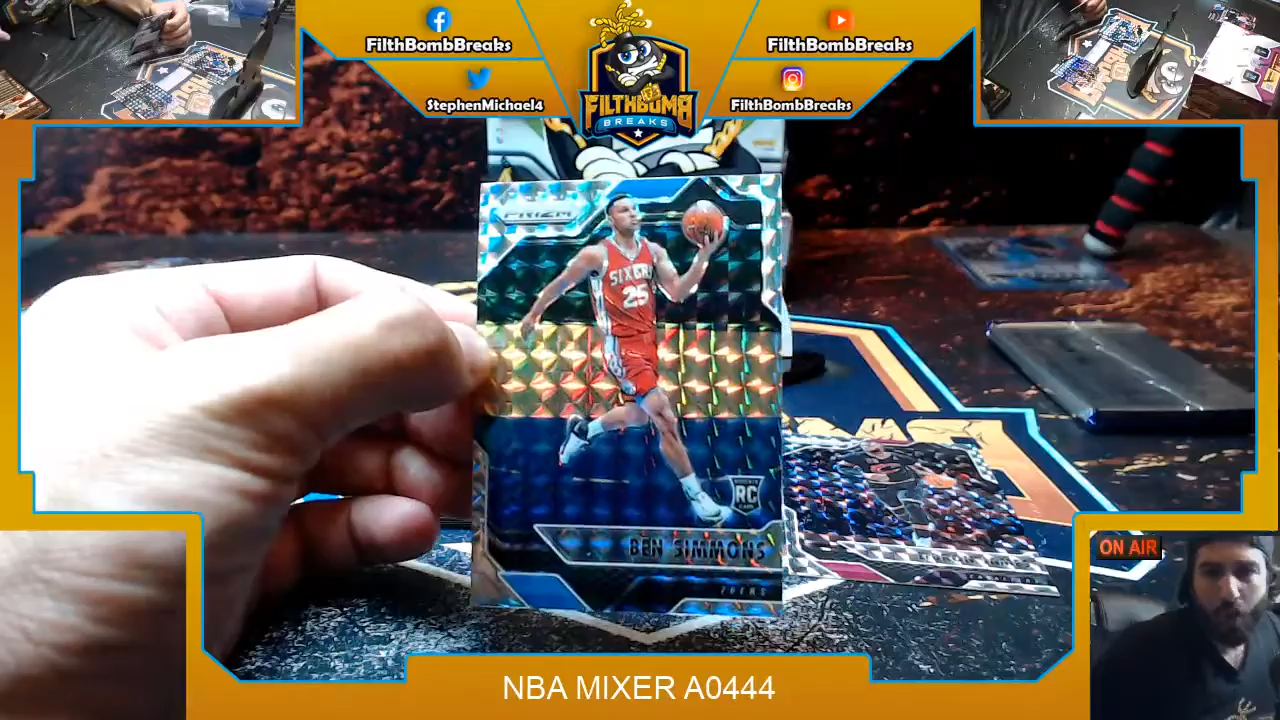 FilthBombBreaks
StephenMichael4
FILTHBOMB
BREAKS
FilthBombBreaks
FilthBombBreaks
PRIZM
SIXERS
25
RC
BEN SIMMONS
76ERS
ON AIR
NBA MIXER A0444